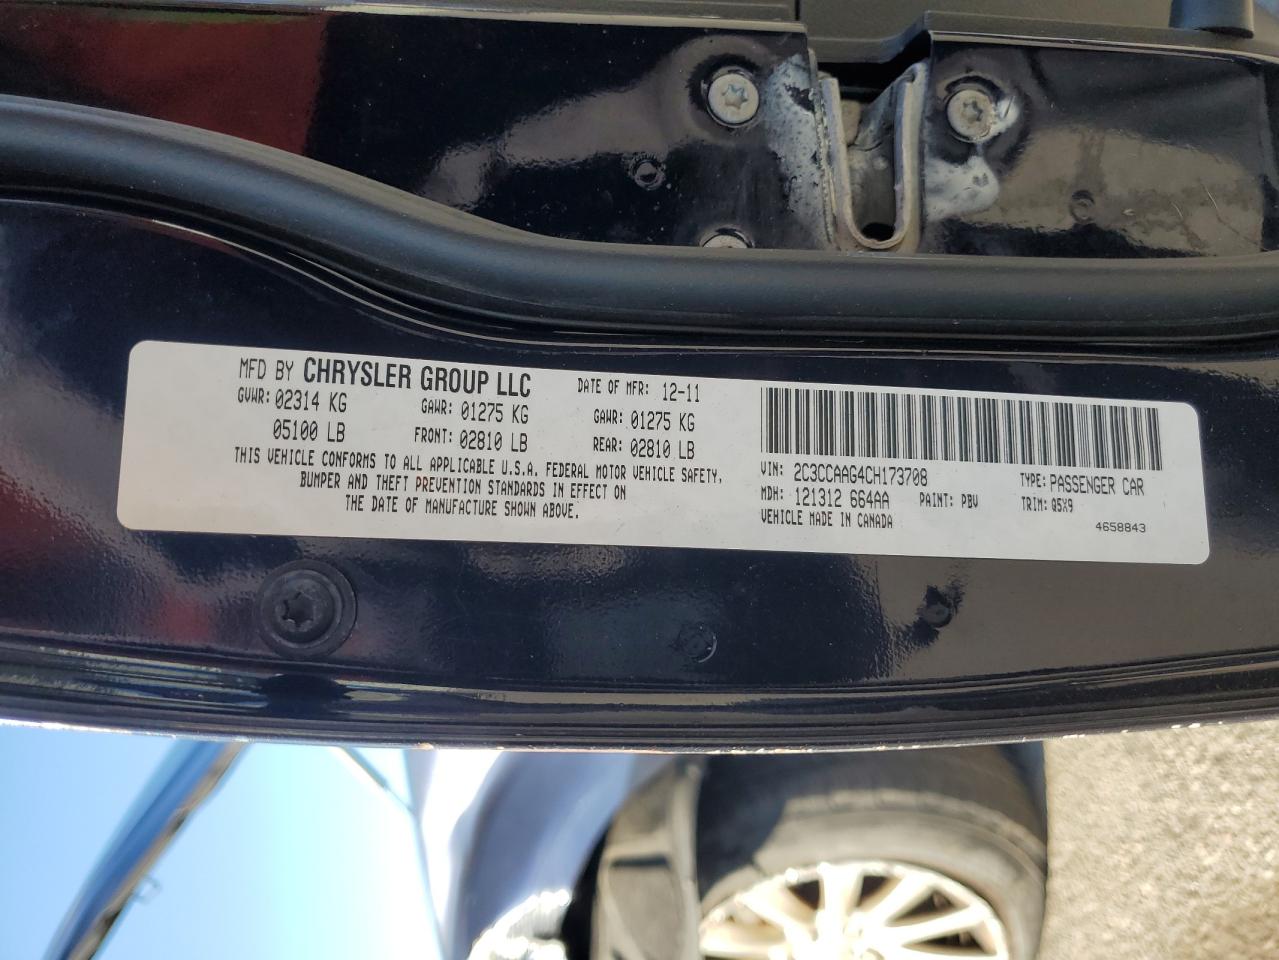 MFD BY CHRYSLER GROUP LLC DATE OF MFR: 12-11
GVWR: 02314 KG GAWR: 01275 KG GAWR: 01275 KG
05100 LB FRONT: 02810 LB REAR: 02810 LB
THIS VEHICLE CONFORMS TO ALL APPLICABLE U.S.A. FEDERAL MOTOR VEHICLE SAFETY,
BUMPER AND THEFT PREVENTION STANDARDS IN EFFECT ON
THE DATE OF MANUFACTURE SHOWN ABOVE.
VIN: 2C3CCAAG4CH173708 TYPE: PASSENGER CAR
MDH: 121312 664AA PAINT: PBV TRIM: Q5X9
VEHICLE MADE IN CANADA 4658843